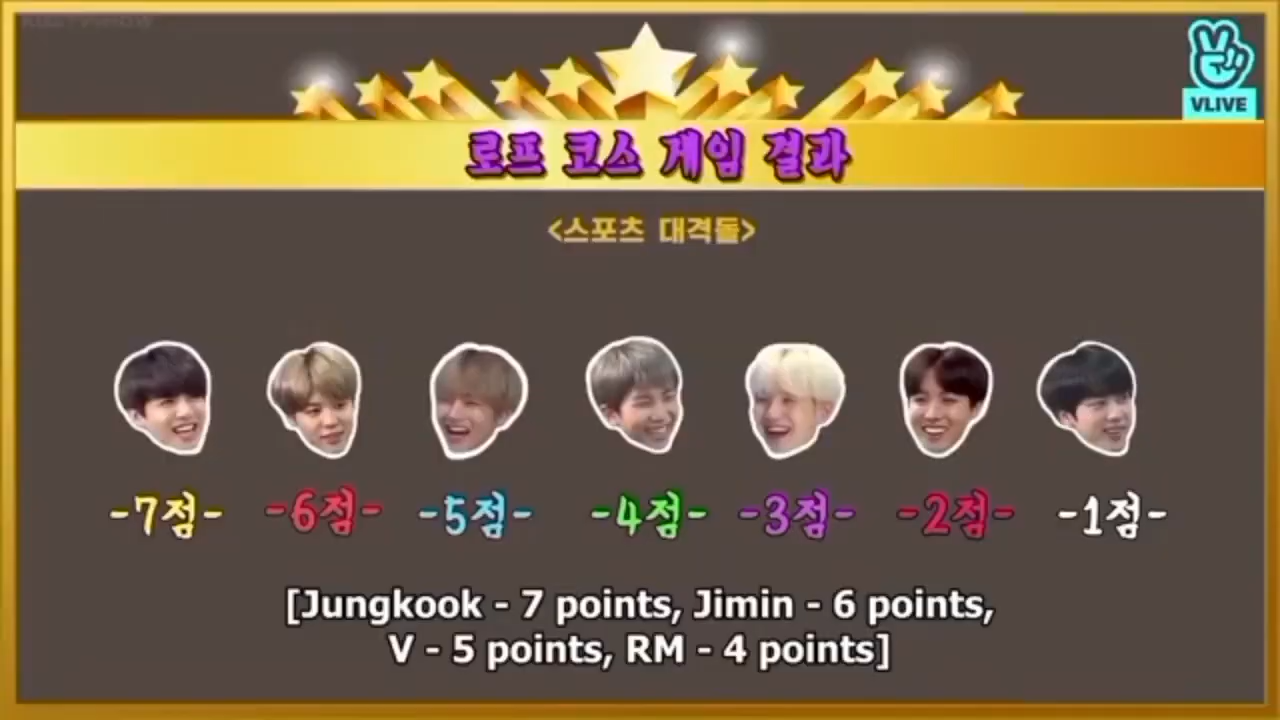 VLIVE
로프 코스 게임 결과
<스포츠 대격돌>
-7점- -6점- -5점- -4점- -3점- -2점- -1점-
[Jungkook - 7 points, Jimin - 6 points,
V - 5 points, RM - 4 points]